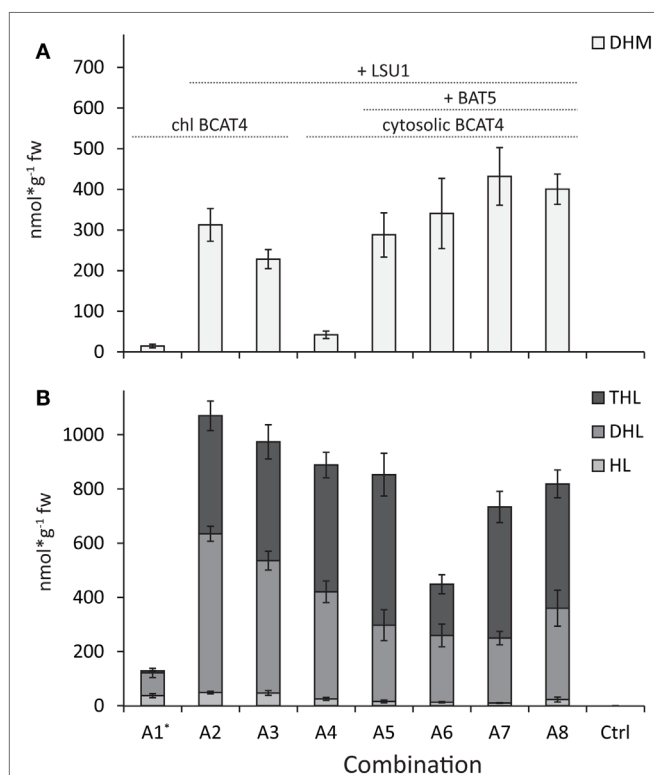 A
DHM
700
600
500
400
300
200
100
0
nmol*g⁻¹ fw
+ LSU1
+ BAT5
chl BCAT4
cytosolic BCAT4
B
THL
DHL
HL
1000
800
600
400
200
0
nmol*g⁻¹ fw
A1* A2 A3 A4 A5 A6 A7 A8 Ctrl
Combination